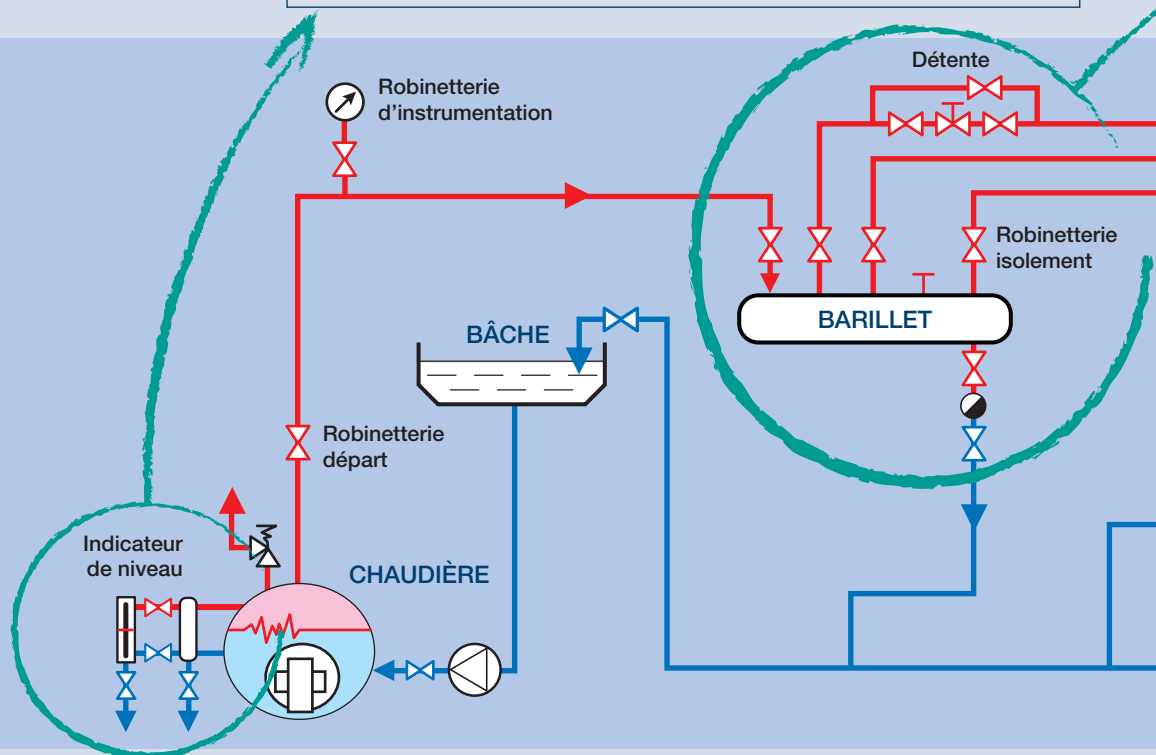 Détente
Robinetterie
d'instrumentation
Robinetterie
isolement
BARILLET
BÂCHE
Robinetterie
départ
Indicateur
de niveau
CHAUDIÈRE